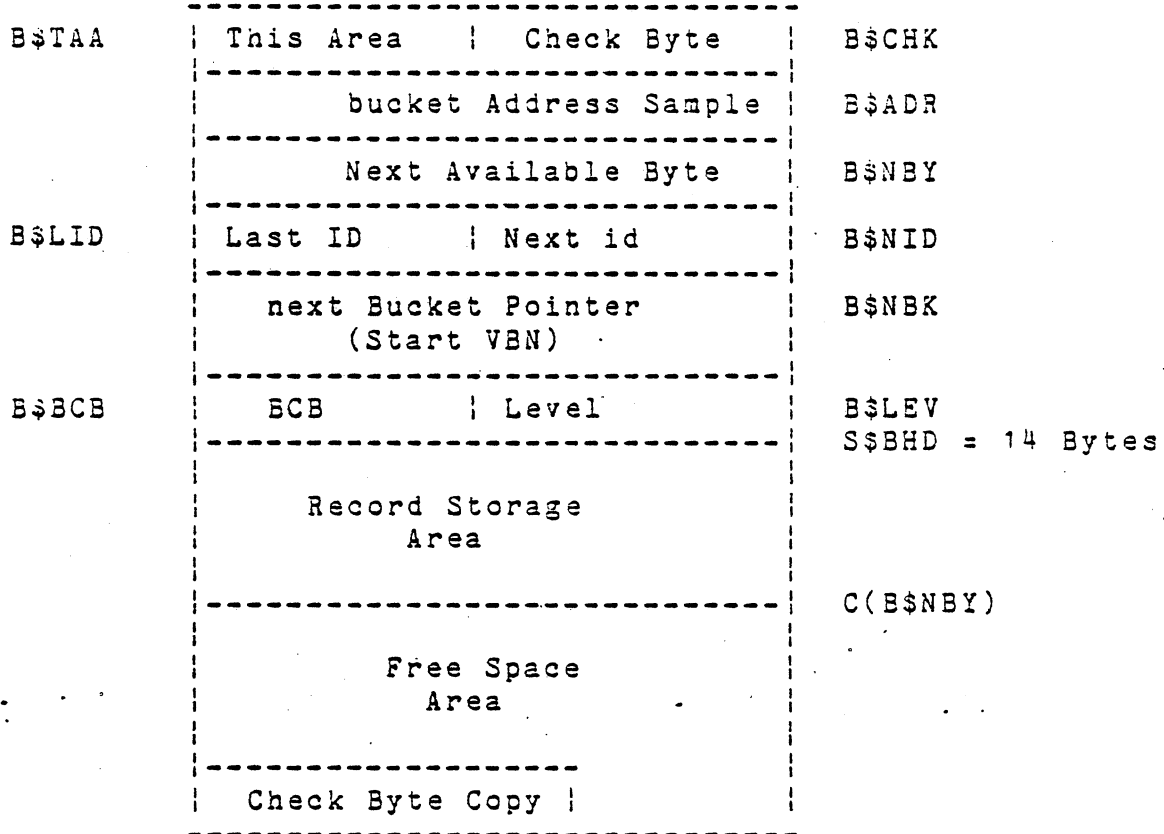 B$TAA | This Area | Check Byte | B$CHK
bucket Address Sample | B$ADR
Next Available Byte | B$NBY
B$LID | Last ID | Next id | B$NID
next Bucket Pointer | B$NBK
(Start VBN)
B$BCB | BCB | Level | B$LEV
S$BHD = 14 Bytes
Record Storage
Area
C(B$NBY)
Free Space
Area
| Check Byte Copy |